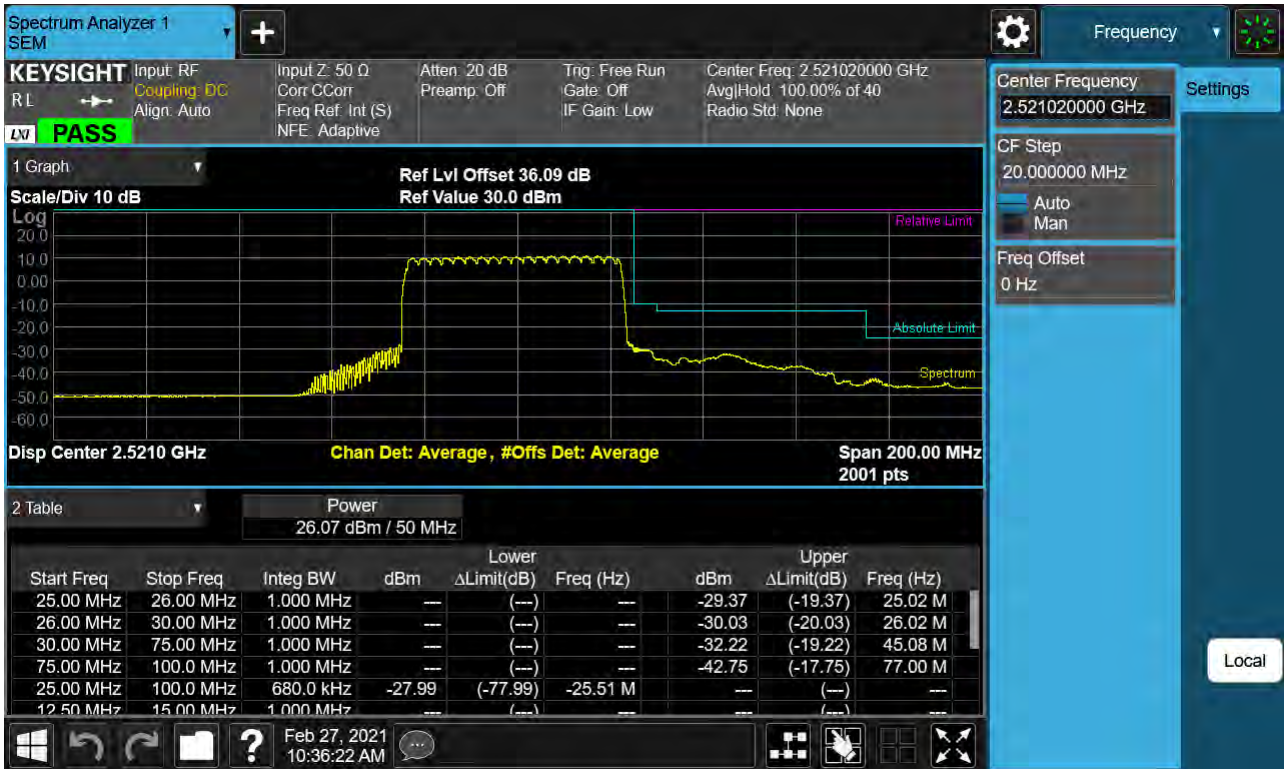 Spectrum Analyzer 1
SEM
Frequency
KEYSIGHT
R L
LXI
PASS
Input: RF
Coupling: DC
Align: Auto
Input Z: 50 Ω
Corr CCorr
Freq Ref: Int (S)
NFE: Adaptive
Atten: 20 dB
Preamp: Off
Trig: Free Run
Gate: Off
IF Gain: Low
Center Freq: 2.521020000 GHz
Avg|Hold: 100.00% of 40
Radio Std: None
Center Frequency
2.521020000 GHz
Settings
CF Step
20.000000 MHz
Auto
Man
Freq Offset
0 Hz
1 Graph
Scale/Div 10 dB
Ref Lvl Offset 36.09 dB
Ref Value 30.0 dBm
Log
20.0
10.0
0.00
-10.0
-20.0
-30.0
-40.0
-50.0
-60.0
Relative Limit
Absolute Limit
Spectrum
Disp Center 2.5210 GHz
Chan Det: Average , #Offs Det: Average
Span 200.00 MHz
2001 pts
2 Table
Power
26.07 dBm / 50 MHz
Lower Upper
Start Freq Stop Freq Integ BW dBm ΔLimit(dB) Freq (Hz) dBm ΔLimit(dB) Freq (Hz)
25.00 MHz 26.00 MHz 1.000 MHz --- (---) --- -29.37 (-19.37) 25.02 M
26.00 MHz 30.00 MHz 1.000 MHz --- (---) --- -30.03 (-20.03) 26.02 M
30.00 MHz 75.00 MHz 1.000 MHz --- (---) --- -32.22 (-19.22) 45.08 M
75.00 MHz 100.0 MHz 1.000 MHz --- (---) --- -42.75 (-17.75) 77.00 M
25.00 MHz 100.0 MHz 680.0 kHz -27.99 (-77.99) -25.51 M --- (---) ---
12.50 MHz 15.00 MHz 1.000 MHz --- (---) --- --- (---) ---
Local
?
Feb 27, 2021
10:36:22 AM